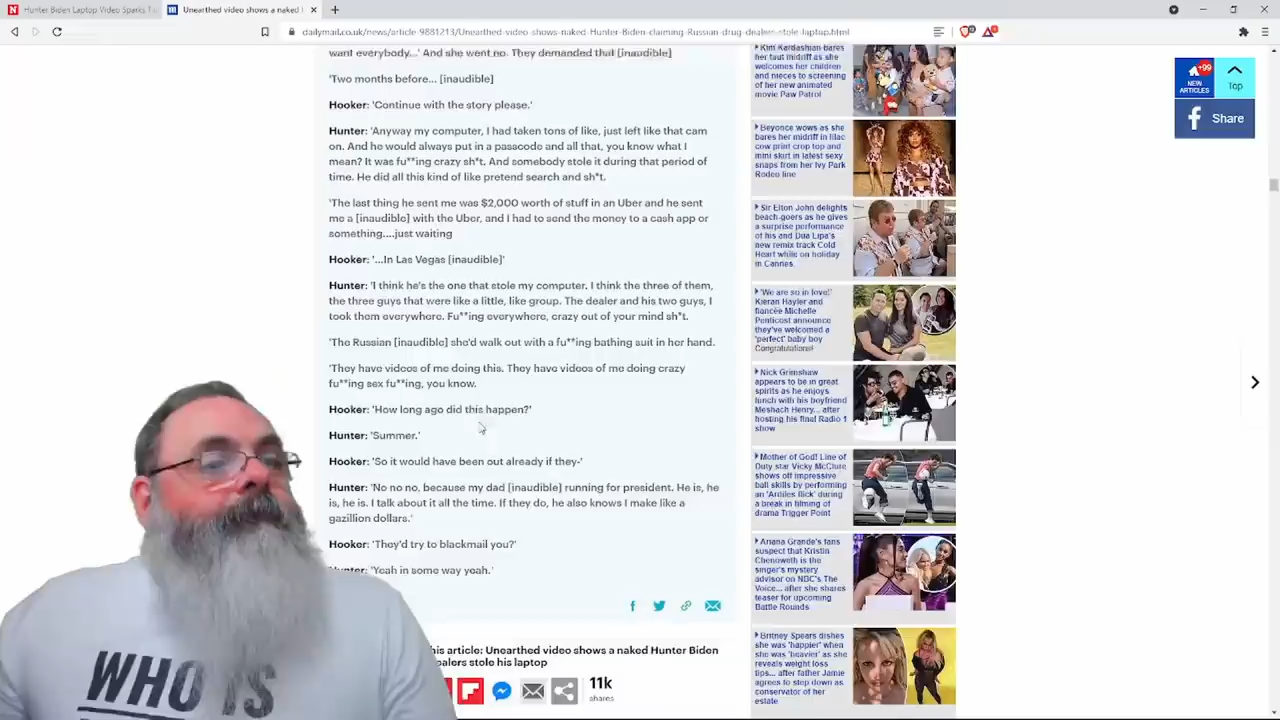 Hunter Biden Laptop Video Sparks T
Unearthed video shows a naked
dailymail.co.uk/news/article-9881213/Unearthed-video-shows-naked-Hunter-Biden-claiming-Russian-drug-dealer-stole-laptop.html
want everybody...' And she went no. They demanded that [inaudible]
'Two months before... [inaudible]
Hooker: 'Continue with the story please.'
Hunter: 'Anyway my computer, I had taken tons of like, just left like that cam
on. And he would always put in a passcode and all that, you know what I
mean? It was fu**ing crazy sh*t. And somebody stole it during that period of
time. He did all this kind of like pretend search and sh*t.
'The last thing he sent me was $2,000 worth of stuff in an Uber and he sent
me a [inaudible] with the Uber, and I had to send the money to a cash app or
something....just waiting
Hooker: '...In Las Vegas [inaudible]'
Hunter: 'I think he's the one that stole my computer. I think the three of them,
the three guys that were like a little, like group. The dealer and his two guys, I
took them everywhere. Fu**ing everywhere, crazy out of your mind sh*t.
'The Russian [inaudible] she'd walk out with a fu**ing bathing suit in her hand.
'They have videos of me doing this. They have videos of me doing crazy
fu**ing sex fu**ing, you know.
Hooker: 'How long ago did this happen?'
Hunter: 'Summer.'
Hooker: 'So it would have been out already if they-'
Hunter: 'No no no, because my dad [inaudible] running for president. He is, he
is, he is. I talk about it all the time. If they do, he also knows I make like a
gazillion dollars.'
Hooker: 'They'd try to blackmail you?'
Hunter: 'Yeah in some way yeah.'
his article: Unearthed video shows a naked Hunter Biden
ealers stole his laptop
11k
shares
Kim Kardashian bares
her taut midriff as she
welcomes her children
and nieces to screening
of her new animated
movie Paw Patrol
Beyonce wows as she
bares her midriff in lilac
cow print crop top and
mini skirt in latest sexy
snaps from her Ivy Park
Rodeo line
Sir Elton John delights
beach-goers as he gives
a surprise performance
of his and Dua Lipa's
new remix track Cold
Heart while on holiday
in Cannes
'We are so in love!'
Kieran Hayler and
fiancée Michelle
Penticost announce
they've welcomed a
'perfect' baby boy
Congratulations!
Nick Grimshaw
appears to be in great
spirits as he enjoys
lunch with his boyfriend
Meshach Henry... after
hosting his final Radio 1
show
Mother of God! Line of
Duty star Vicky McClure
shows off impressive
ball skills by performing
an 'Ardiles flick' during
a break in filming of
drama Trigger Point
Ariana Grande's fans
suspect that Kristin
Chenoweth is the
singer's mystery
advisor on NBC's The
Voice... after she shares
teaser for upcoming
Battle Rounds
Britney Spears dishes
she was 'happier' when
she was 'heavier' as she
reveals weight loss
tips... after father Jamie
agrees to step down as
conservator of her
estate
+99
NEW
ARTICLES
Top
Share
HU